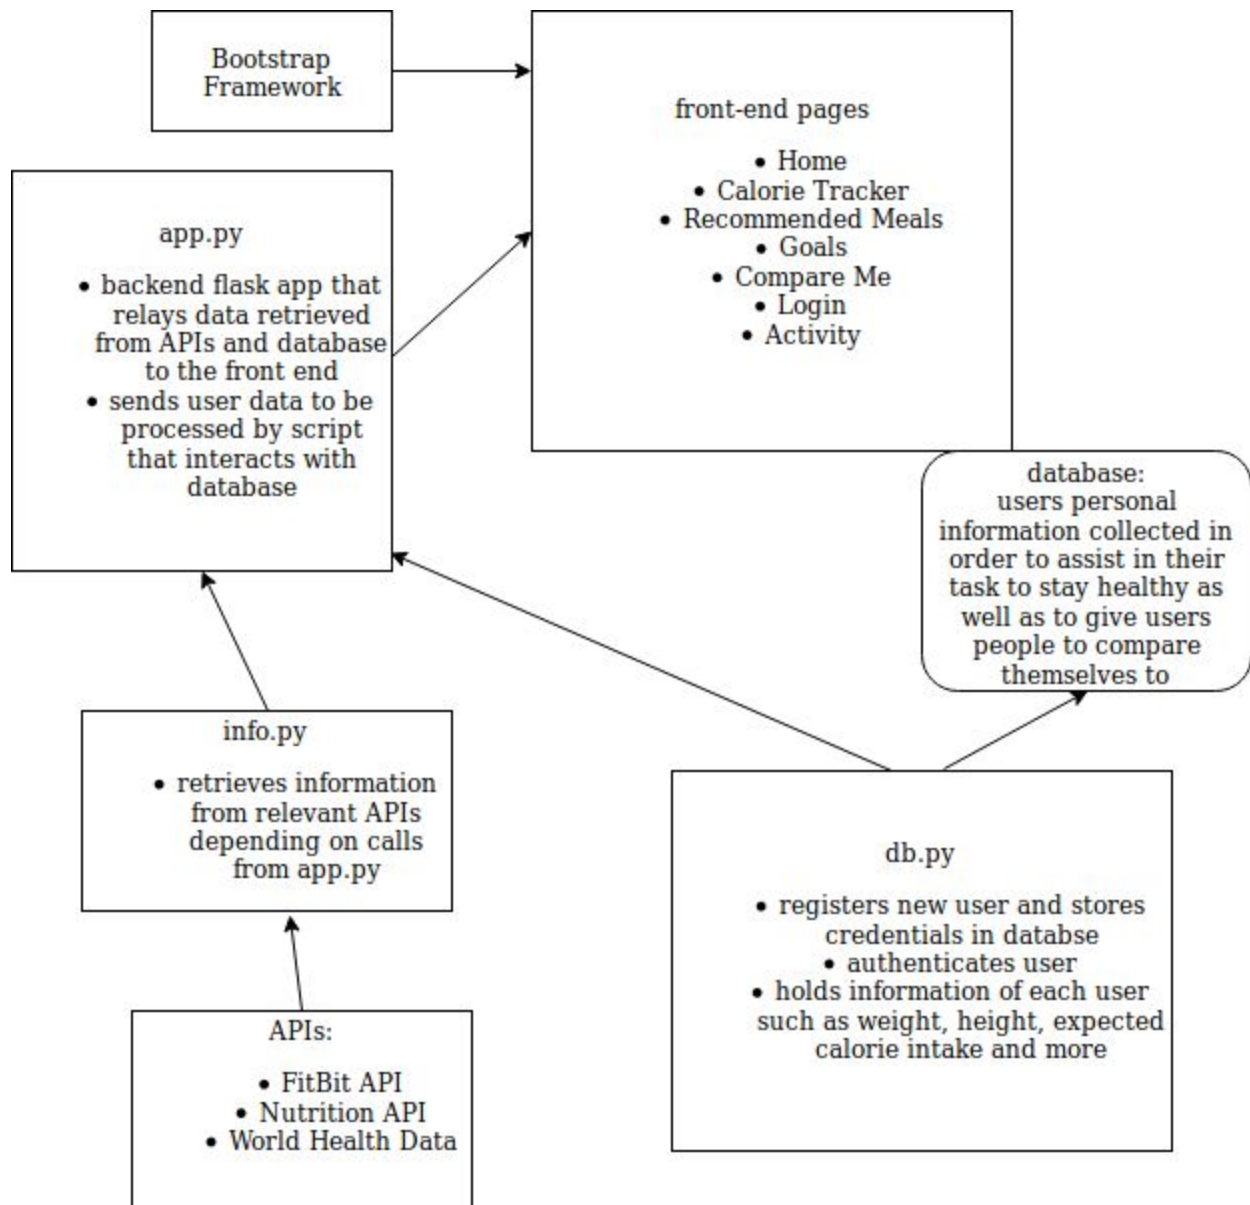 Bootstrap
Framework
front-end pages
• Home
• Calorie Tracker
• Recommended Meals
• Goals
• Compare Me
• Login
• Activity
app.py
• backend flask app that
relays data retrieved
from APIs and database
to the front end
• sends user data to be
processed by script
that interacts with
database
database:
users personal
information collected in
order to assist in their
task to stay healthy as
well as to give users
people to compare
themselves to
info.py
• retrieves information
from relevant APIs
depending on calls
from app.py
db.py
• registers new user and stores
credentials in databse
• authenticates user
• holds information of each user
such as weight, height, expected
calorie intake and more
APIs:
• FitBit API
• Nutrition API
• World Health Data